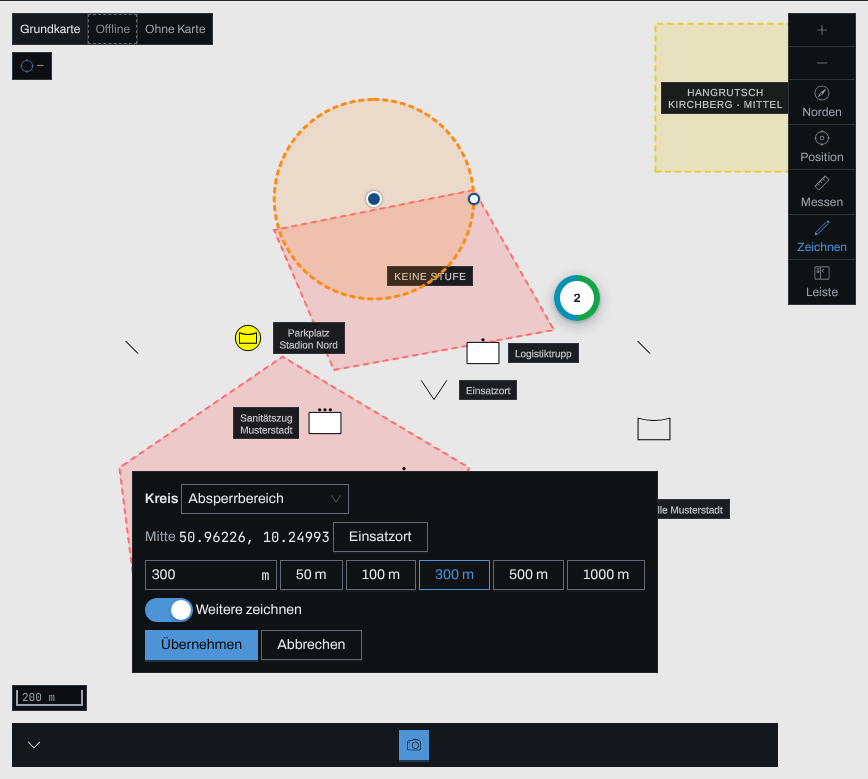 Grundkarte Offline Ohne Karte
HANGRUTSCH
KIRCHBERG · MITTEL
Norden
Position
Messen
Zeichnen
Leiste
KEINE STUFE
2
Parkplatz
Stadion Nord
Logistiktrupp
Einsatzort
Sanitätszug
Musterstadt
lle Musterstadt
Kreis Absperrbereich
Mitte 50.96226, 10.24993 Einsatzort
300 m 50 m 100 m 300 m 500 m 1000 m
Weitere zeichnen
Übernehmen Abbrechen
200 m